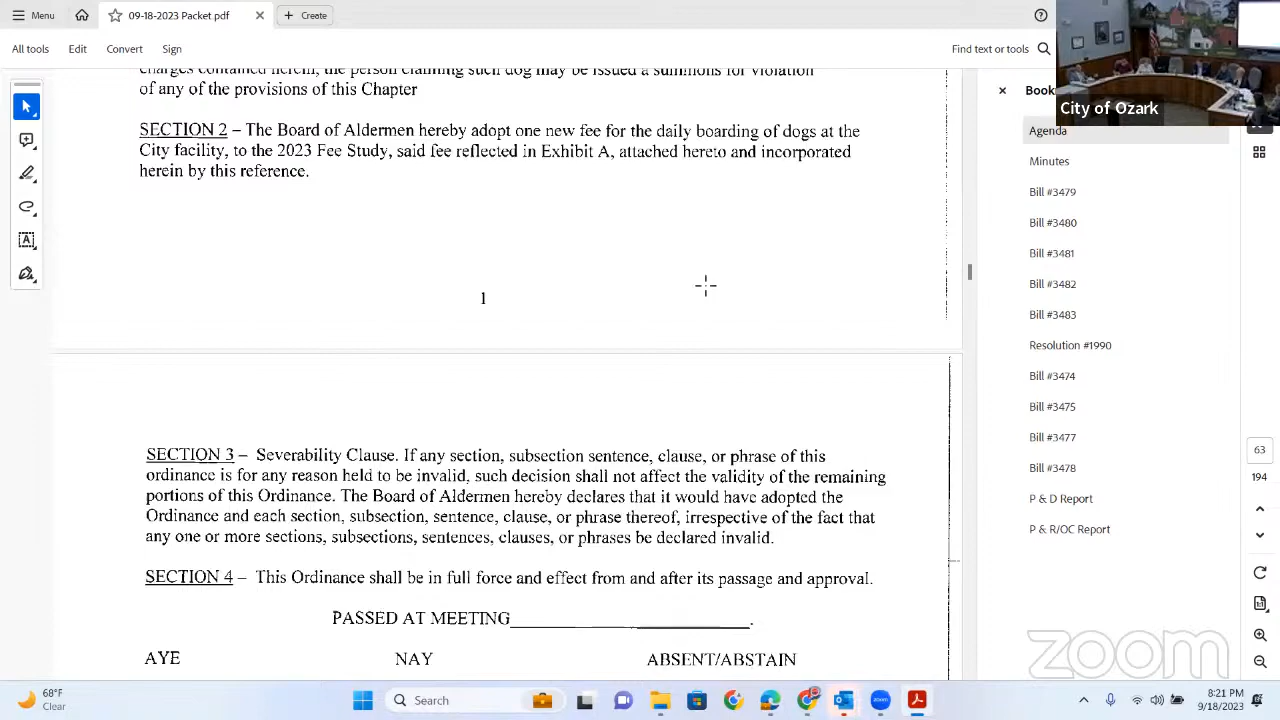 Menu
09-18-2023 Packet.pdf
Create
All tools Edit Convert Sign
Find text or tools
City of Ozark
charges contained herein, the person claiming such dog may be issued a summons for violation
of any of the provisions of this Chapter
SECTION 2 – The Board of Aldermen hereby adopt one new fee for the daily boarding of dogs at the
City facility, to the 2023 Fee Study, said fee reflected in Exhibit A, attached hereto and incorporated
herein by this reference.
1
SECTION 3 – Severability Clause. If any section, subsection sentence, clause, or phrase of this
ordinance is for any reason held to be invalid, such decision shall not affect the validity of the remaining
portions of this Ordinance. The Board of Aldermen hereby declares that it would have adopted the
Ordinance and each section, subsection, sentence, clause, or phrase thereof, irrespective of the fact that
any one or more sections, subsections, sentences, clauses, or phrases be declared invalid.
SECTION 4 – This Ordinance shall be in full force and effect from and after its passage and approval.
PASSED AT MEETING .
AYE NAY ABSENT/ABSTAIN
Book
Agenda
Minutes
Bill #3479
Bill #3480
Bill #3481
Bill #3482
Bill #3483
Resolution #1990
Bill #3474
Bill #3475
Bill #3477
Bill #3478
P & D Report
P & R/OC Report
63
194
zoom
68°F
Clear
Search
8:21 PM
9/18/2023